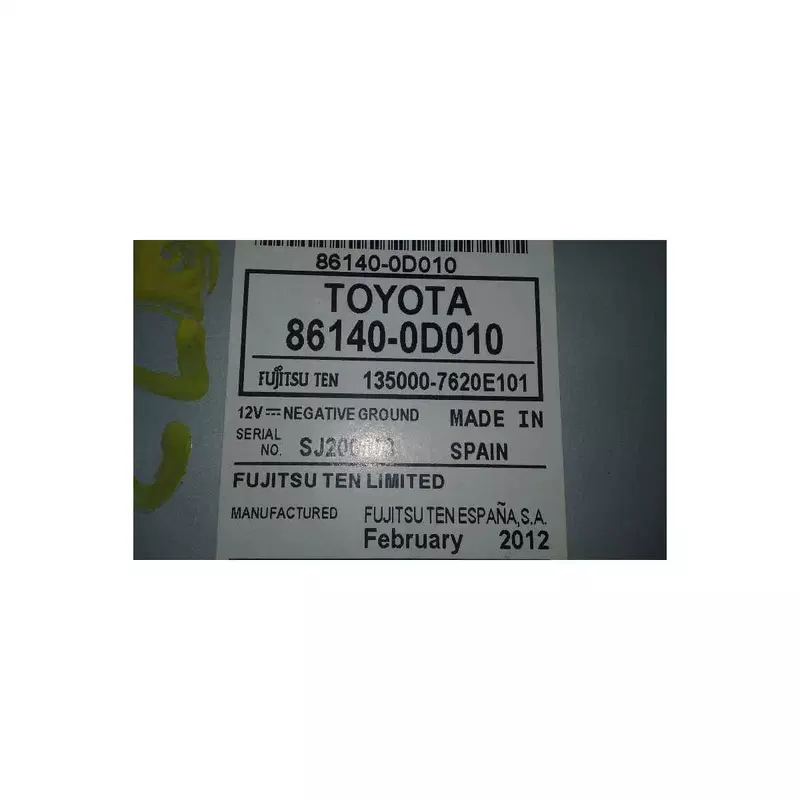 86140-0D010
TOYOTA
86140-0D010
FUJITSU TEN 135000-7620E101
12V⎓NEGATIVE GROUND MADE IN
SERIAL
NO. SPAIN
FUJITSU TEN LIMITED
MANUFACTURED FUJITSU TEN ESPAÑA,S.A.
February 2012